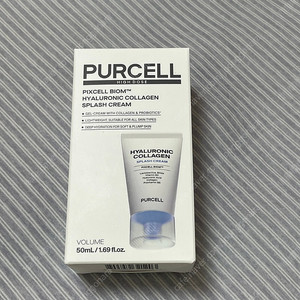 PURCELL
HIGH DOSE
PIXCELL BIOM™
HYALURONIC COLLAGEN
SPLASH CREAM
• GEL-CREAM WITH COLLAGEN & PROBIOTICS*
• LIGHTWEIGHT, SUITABLE FOR ALL SKIN TYPES
• DEEP HYDRATION FOR SOFT & PLUMP SKIN
HYALURONIC
COLLAGEN
SPLASH CREAM
PURCELL
VOLUME
50mL / 1.69 fl.oz.